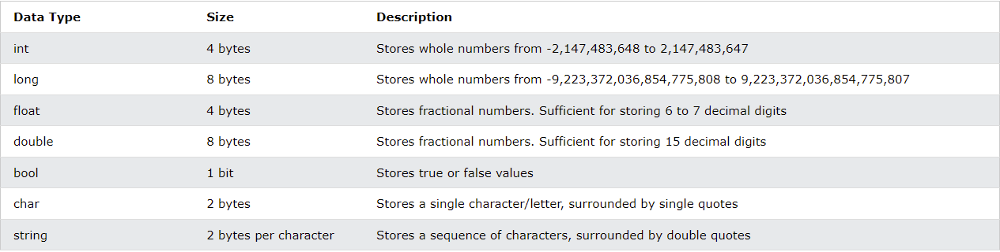 Data Type Size Description
int 4 bytes Stores whole numbers from -2,147,483,648 to 2,147,483,647
long 8 bytes Stores whole numbers from -9,223,372,036,854,775,808 to 9,223,372,036,854,775,807
float 4 bytes Stores fractional numbers. Sufficient for storing 6 to 7 decimal digits
double 8 bytes Stores fractional numbers. Sufficient for storing 15 decimal digits
bool 1 bit Stores true or false values
char 2 bytes Stores a single character/letter, surrounded by single quotes
string 2 bytes per character Stores a sequence of characters, surrounded by double quotes